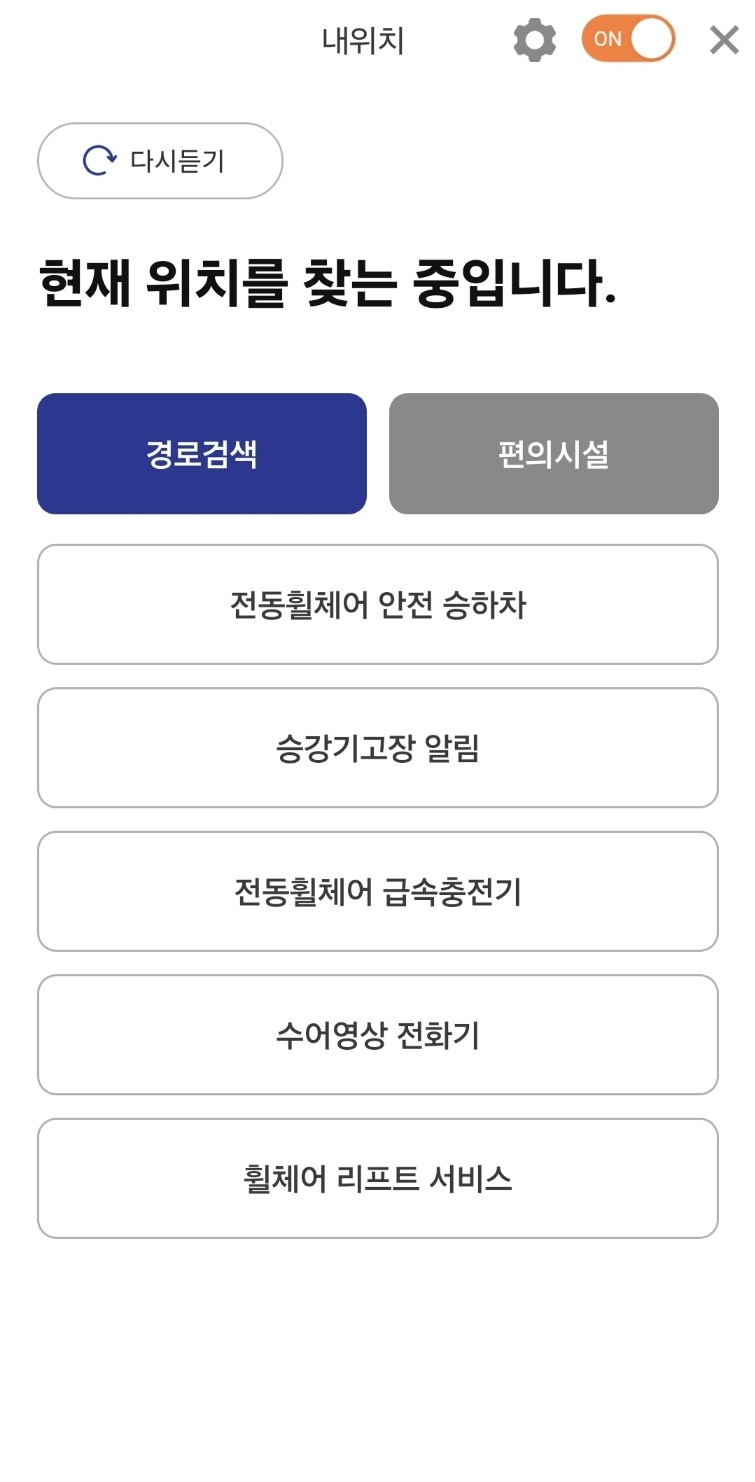 내위치
ON
다시듣기
현재 위치를 찾는 중입니다.
경로검색
편의시설
전동휠체어 안전 승하차
승강기고장 알림
전동휠체어 급속충전기
수어영상 전화기
휠체어 리프트 서비스